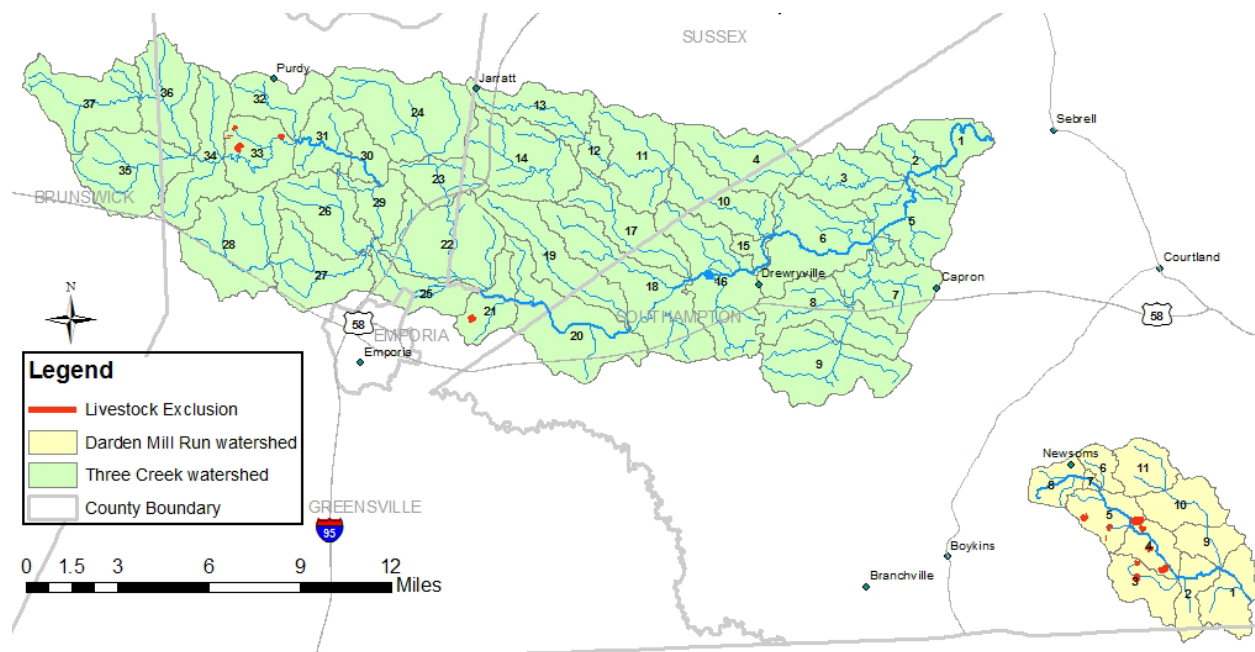 SUSSEX
Purdy
Jarratt
Sebrell
37
36
32
24
13
31
33
34
30
35
14
12
11
4
3
2
1
BRUNSWICK
23
26
29
10
5
28
22
17
15
6
27
19
18
16
Drewryville
Courtland
25
Capron
7
8
21
SOUTHAMPTON
58
58
EMPORIA
20
9
Emporia
N
Legend
Livestock Exclusion
Darden Mill Run watershed
Three Creek watershed
County Boundary
GREENSVILLE
95
0 1.5 3 6 9 12
Miles
Newsoms
6
11
8
7
10
5
4
9
3
2
1
Boykins
Branchville